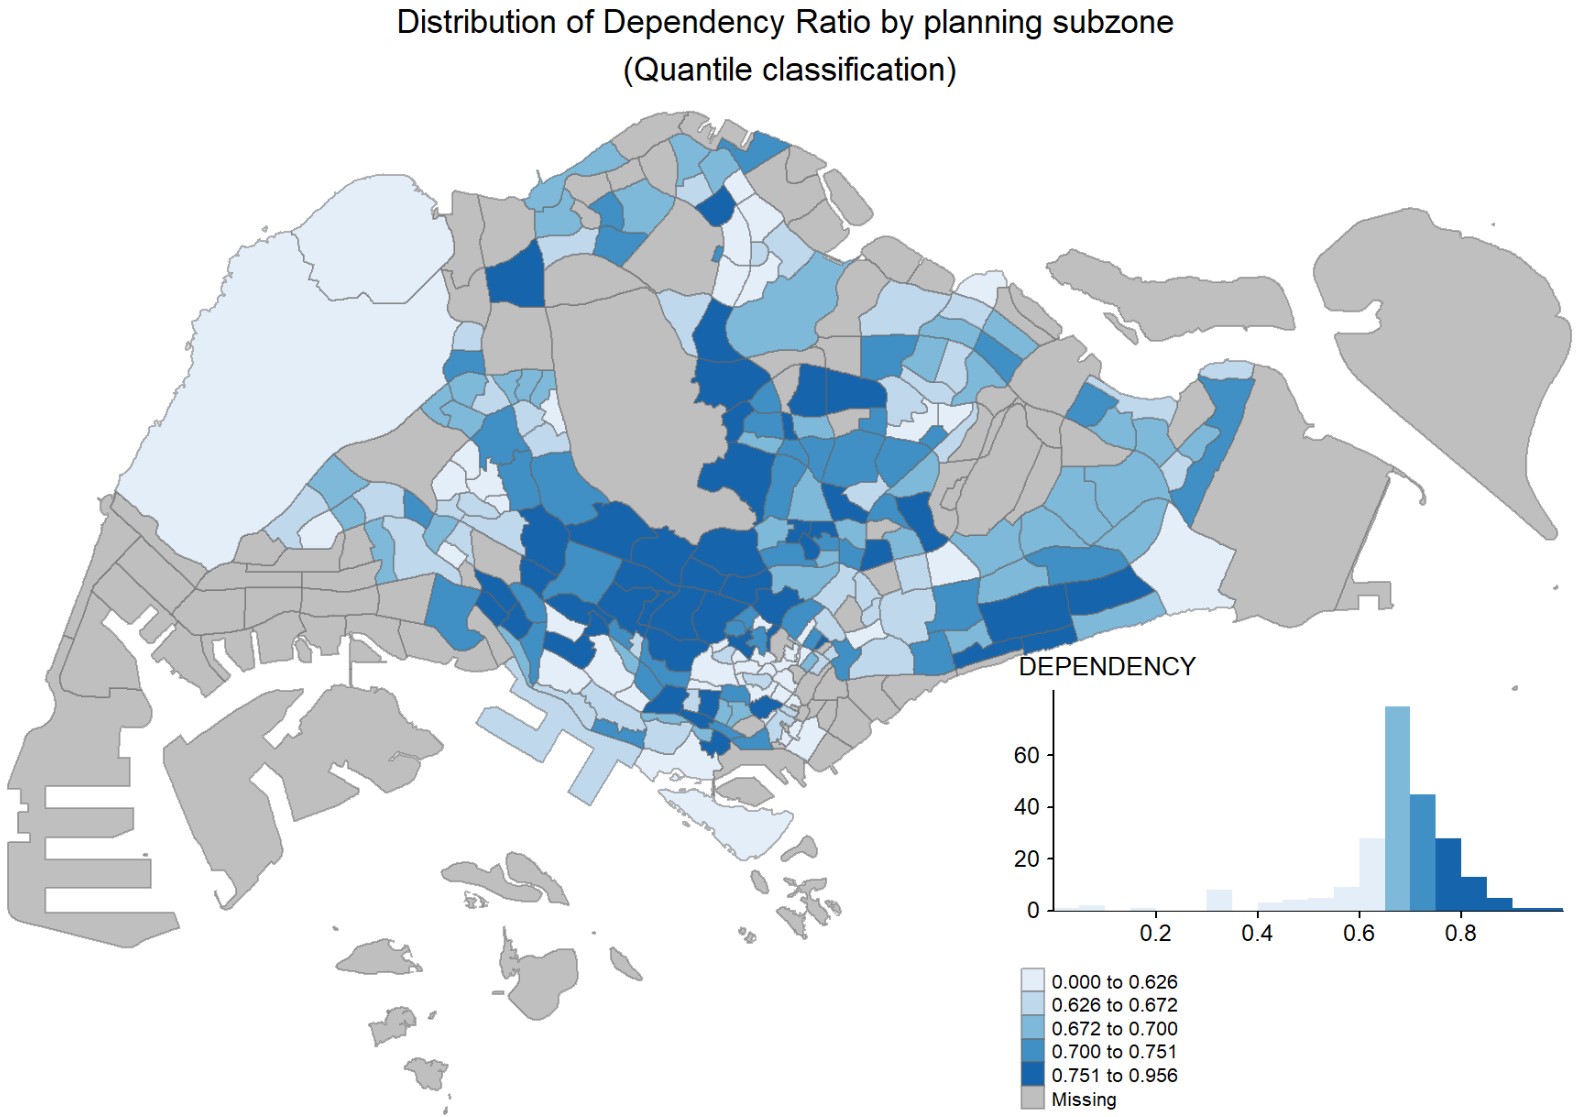 Distribution of Dependency Ratio by planning subzone
(Quantile classification)
DEPENDENCY
60
40
20
0
0.2 0.4 0.6 0.8
0.000 to 0.626
0.626 to 0.672
0.672 to 0.700
0.700 to 0.751
0.751 to 0.956
Missing